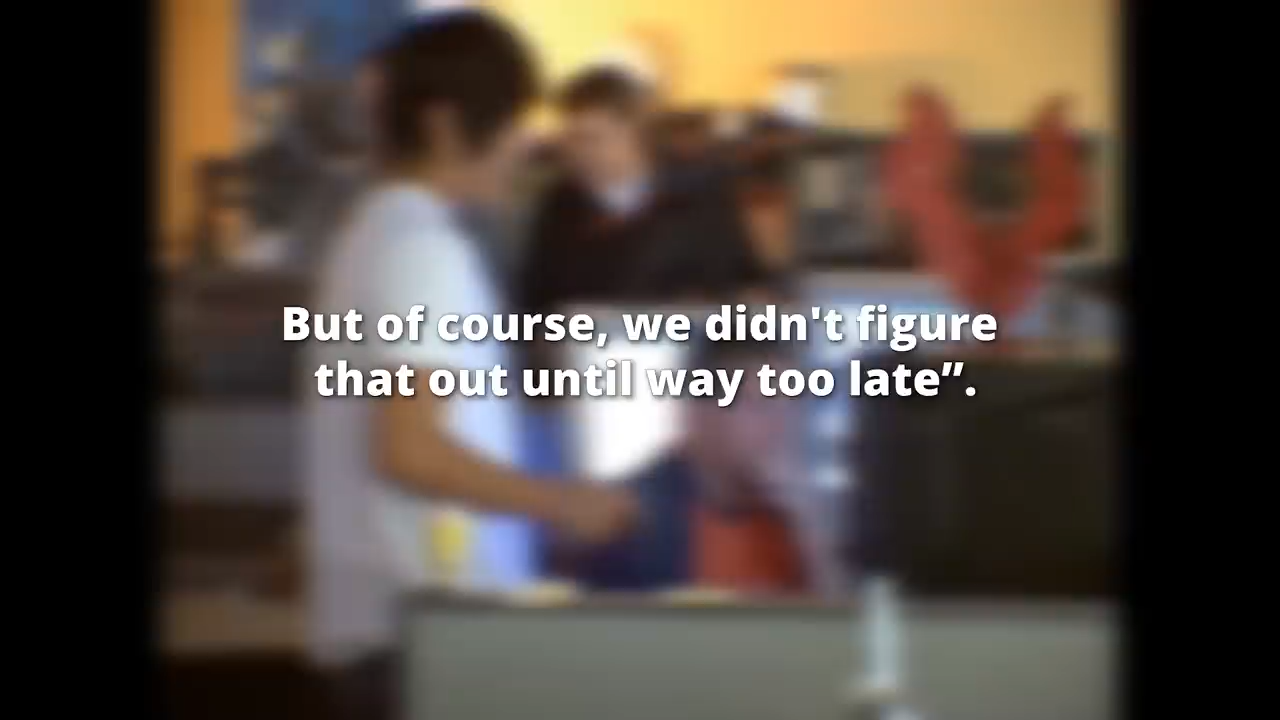 But of course, we didn't figure
that out until way too late”.